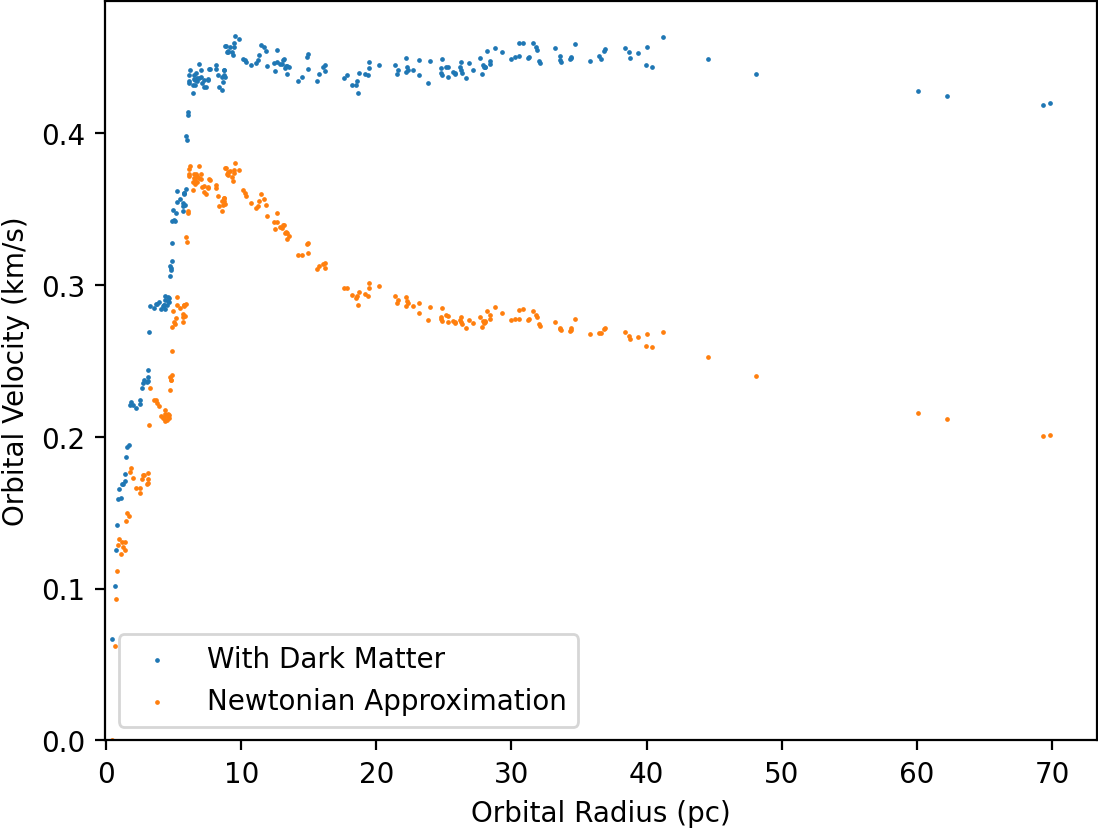 0.4
0.3
0.2
0.1
0.0
Orbital Velocity (km/s)
With Dark Matter
Newtonian Approximation
0 10 20 30 40 50 60 70
Orbital Radius (pc)